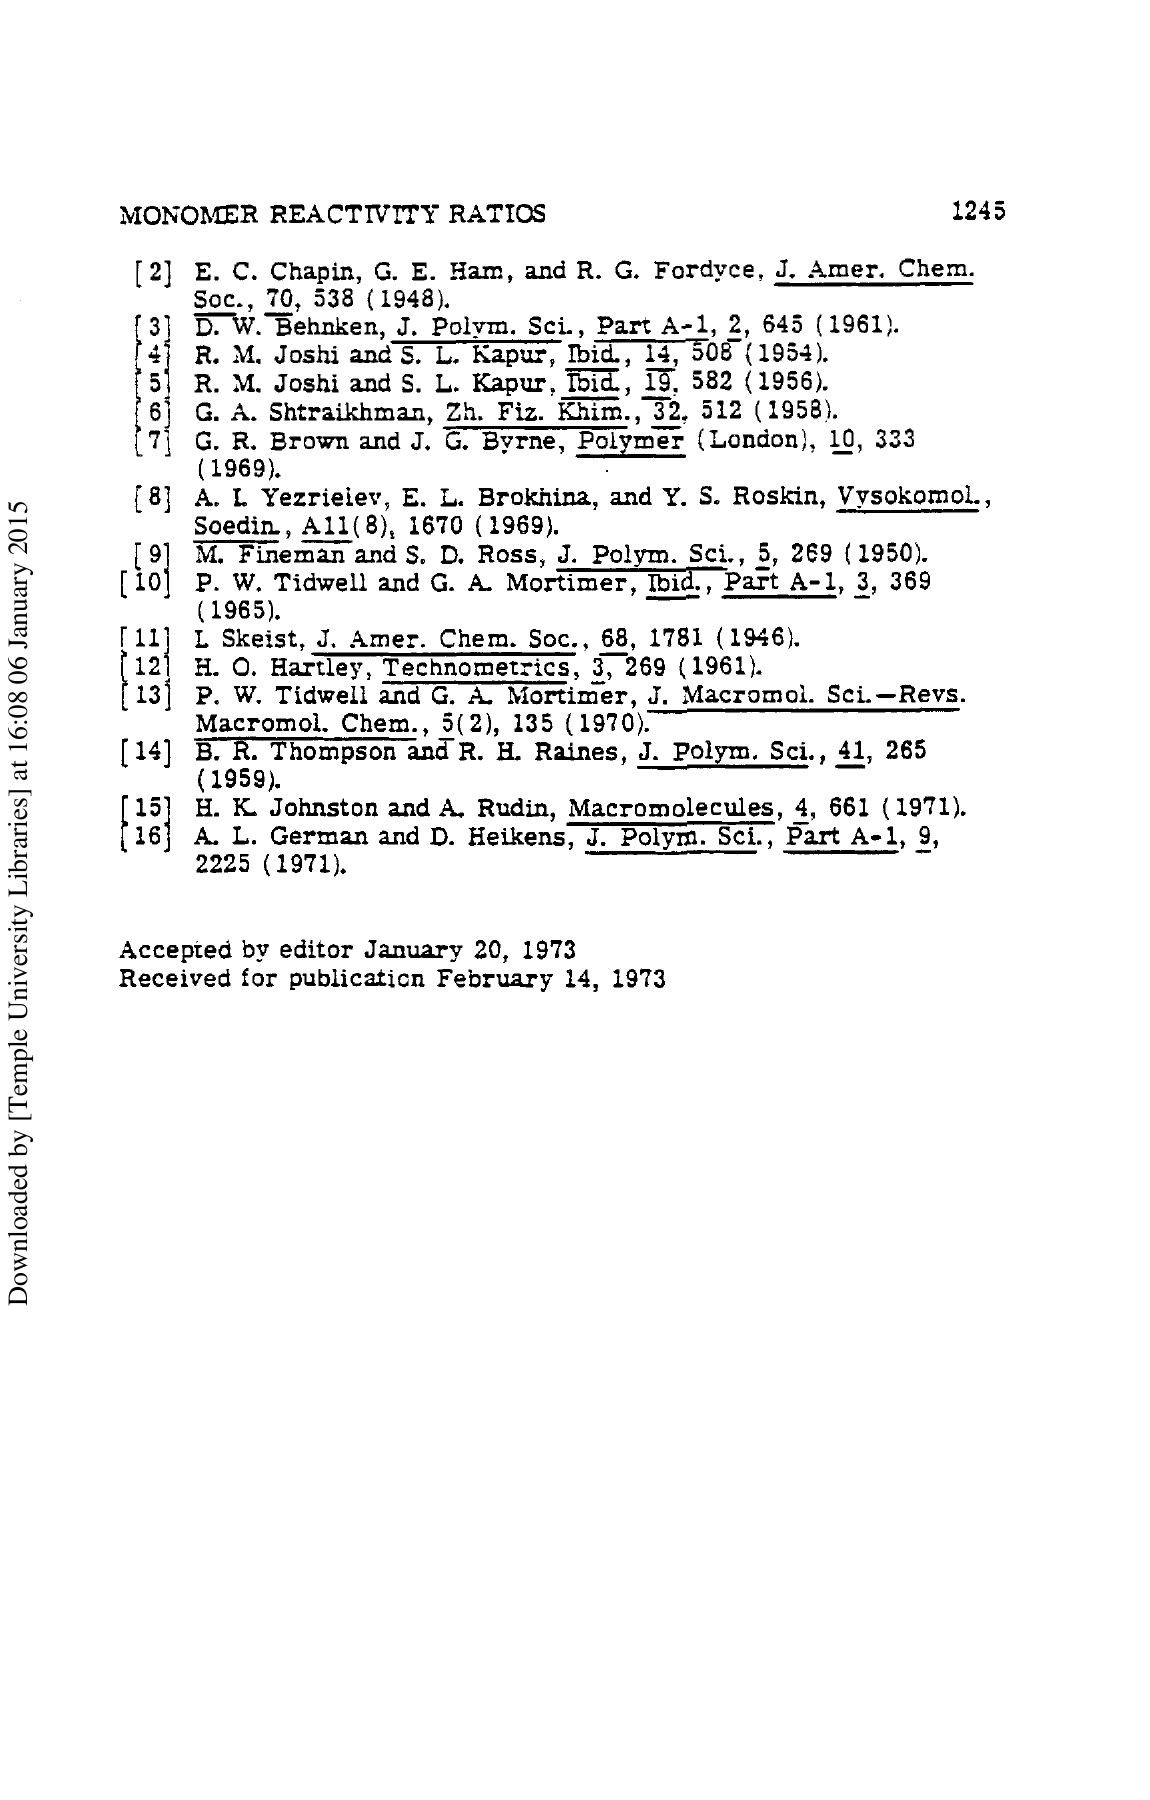 MONOMER REACTIVITY RATIOS 1245
[2] E. C. Chapin, G. E. Ham, and R. G. Fordyce, J. Amer. Chem.
Soc., 70, 538 (1948).
[3] D. W. Behnken, J. Polym. Sci., Part A-1, 2, 645 (1961).
[4] R. M. Joshi and S. L. Kapur, Ibid., 14, 508 (1954).
[5] R. M. Joshi and S. L. Kapur, Ibid., 19, 582 (1956).
[6] G. A. Shtraikhman, Zh. Fiz. Khim., 32, 512 (1958).
[7] G. R. Brown and J. G. Byrne, Polymer (London), 10, 333
(1969).
[8] A. I. Yezrielev, E. L. Brokhina, and Y. S. Roskin, Vysokomol.,
Soedin., A11(8), 1670 (1969).
[9] M. Fineman and S. D. Ross, J. Polym. Sci., 5, 269 (1950).
[10] P. W. Tidwell and G. A. Mortimer, Ibid., Part A-1, 3, 369
(1965).
[11] I. Skeist, J. Amer. Chem. Soc., 68, 1781 (1946).
[12] H. O. Hartley, Technometrics, 3, 269 (1961).
[13] P. W. Tidwell and G. A. Mortimer, J. Macromol. Sci.—Revs.
Macromol. Chem., 5(2), 135 (1970).
[14] B. R. Thompson and R. H. Raines, J. Polym. Sci., 41, 265
(1959).
[15] H. K. Johnston and A. Rudin, Macromolecules, 4, 661 (1971).
[16] A. L. German and D. Heikens, J. Polym. Sci., Part A-1, 9,
2225 (1971).
Accepted by editor January 20, 1973
Received for publication February 14, 1973
Downloaded by [Temple University Libraries] at 16:08 06 January 2015